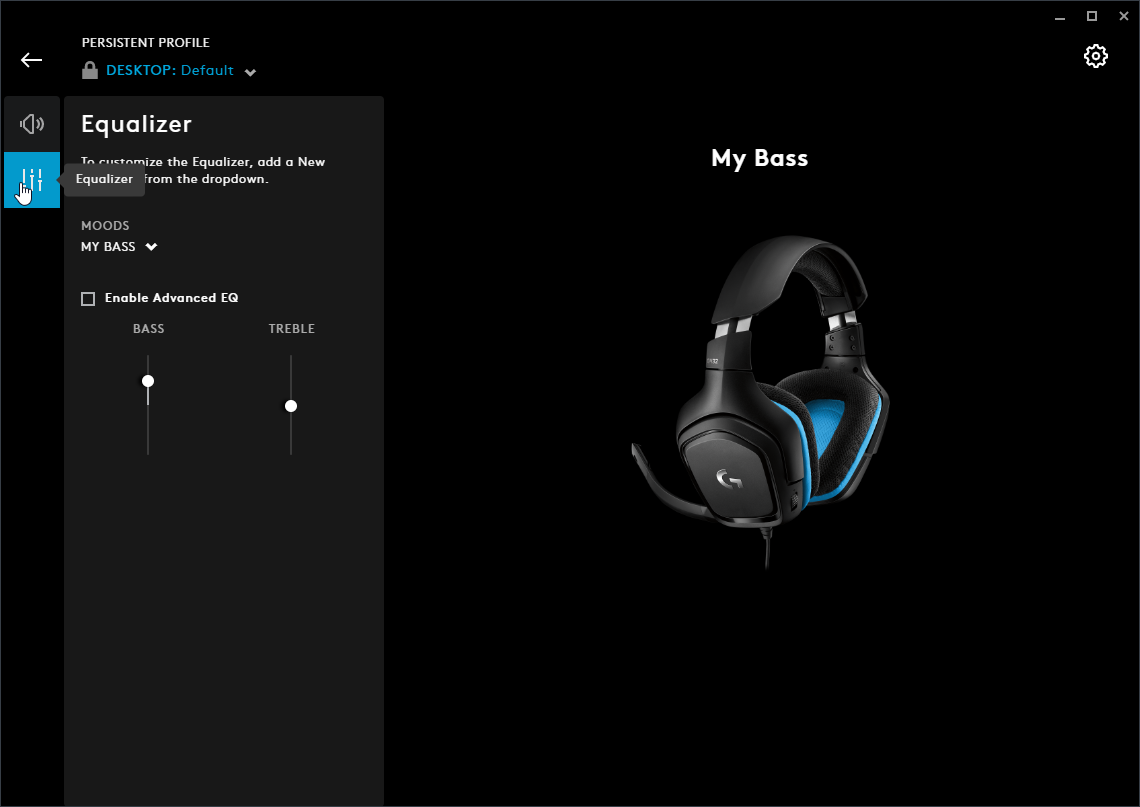 PERSISTENT PROFILE
DESKTOP: Default
Equalizer
To customize the Equalizer, add a New
from the dropdown.
Equalizer
MOODS
MY BASS
Enable Advanced EQ
BASS TREBLE
My Bass